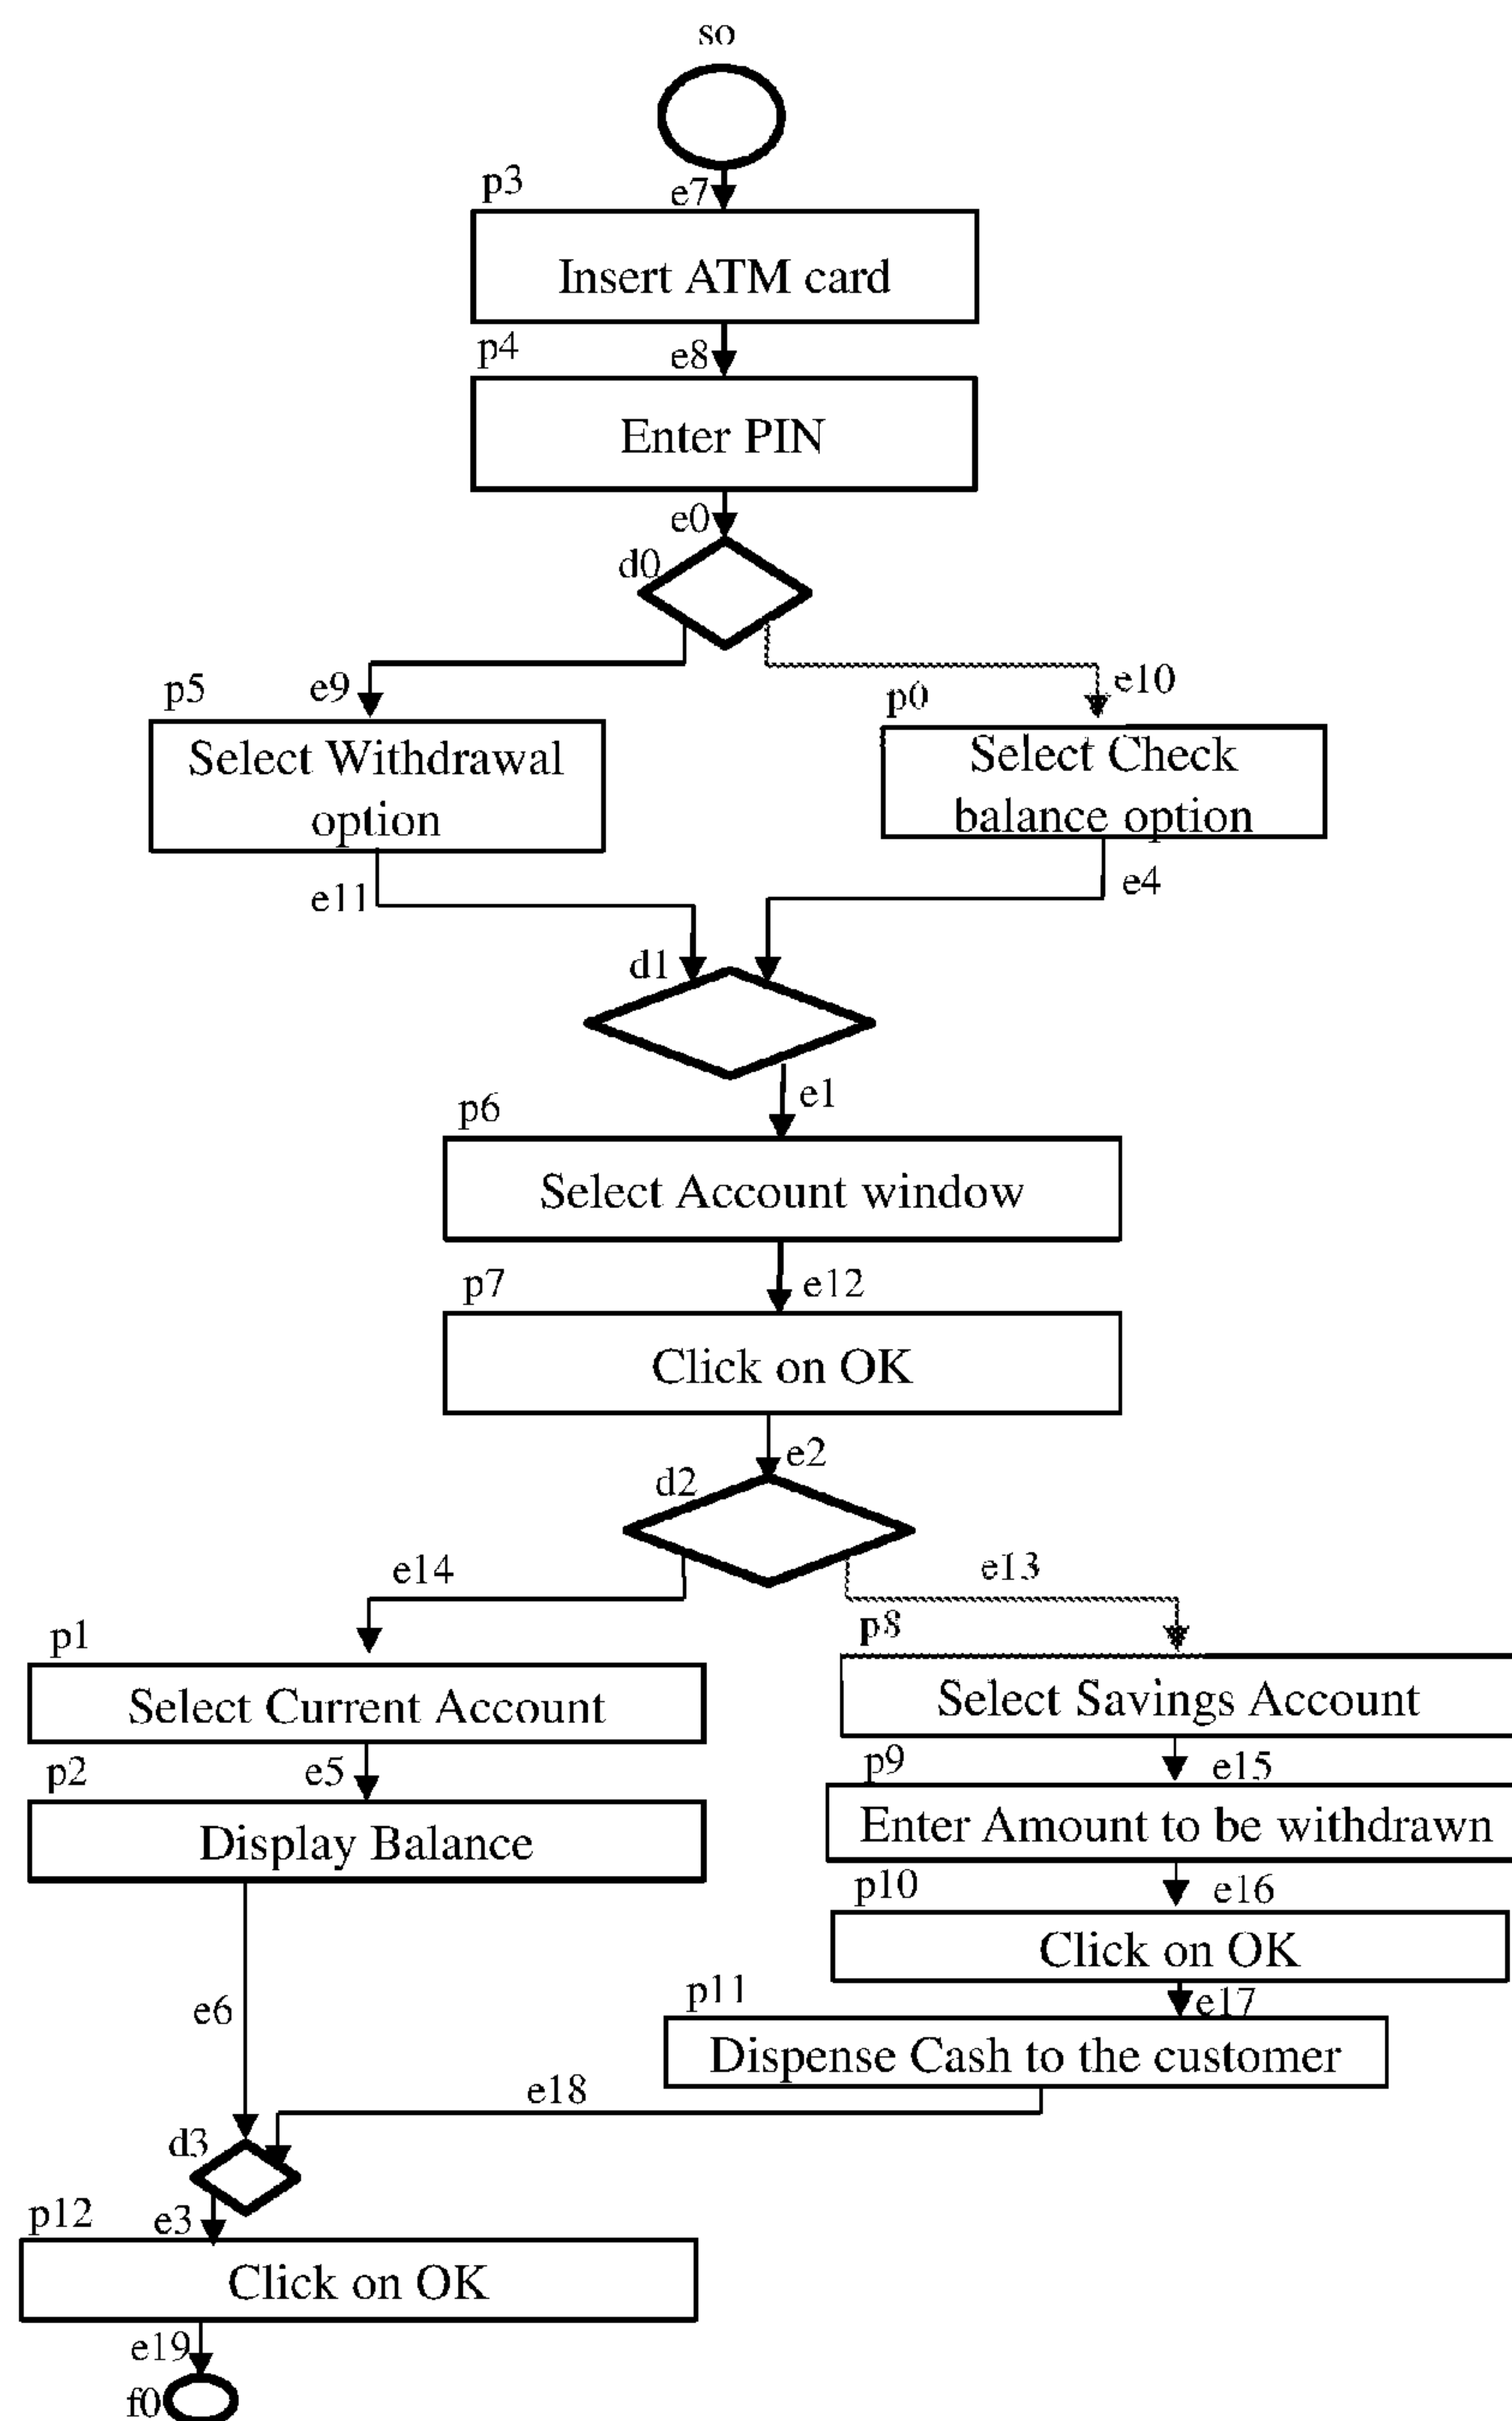 so
p3
e7
Insert ATM card
p4
e8
Enter PIN
e0
d0
p5
e9
p0
e10
Select Withdrawal
option
Select Check
balance option
e11
e4
d1
e1
p6
Select Account window
p7
e12
Click on OK
e2
d2
e14
e13
p1
p8
Select Current Account
Select Savings Account
p2
e5
p9
e15
Display Balance
Enter Amount to be withdrawn
p10
e16
Click on OK
e6
p11
e17
Dispense Cash to the customer
e18
d3
p12
e3
Click on OK
e19
f0